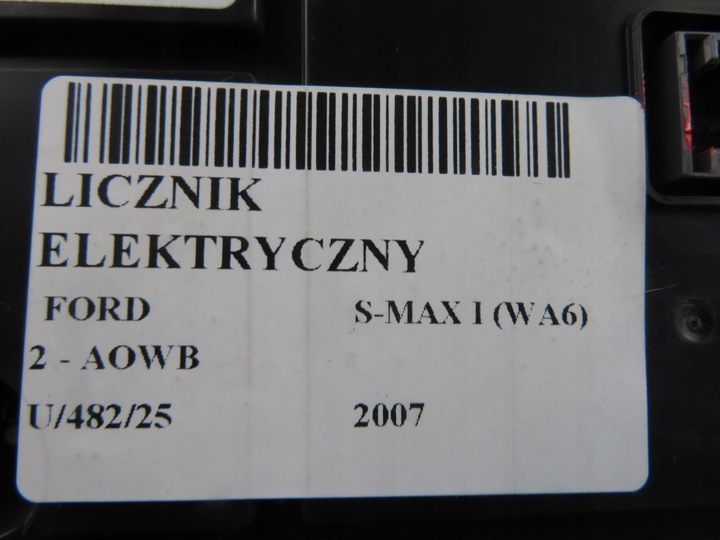 LICZNIK
ELEKTRYCZNY
FORD S-MAX I (WA6)
2 - AOWB
U/482/25 2007